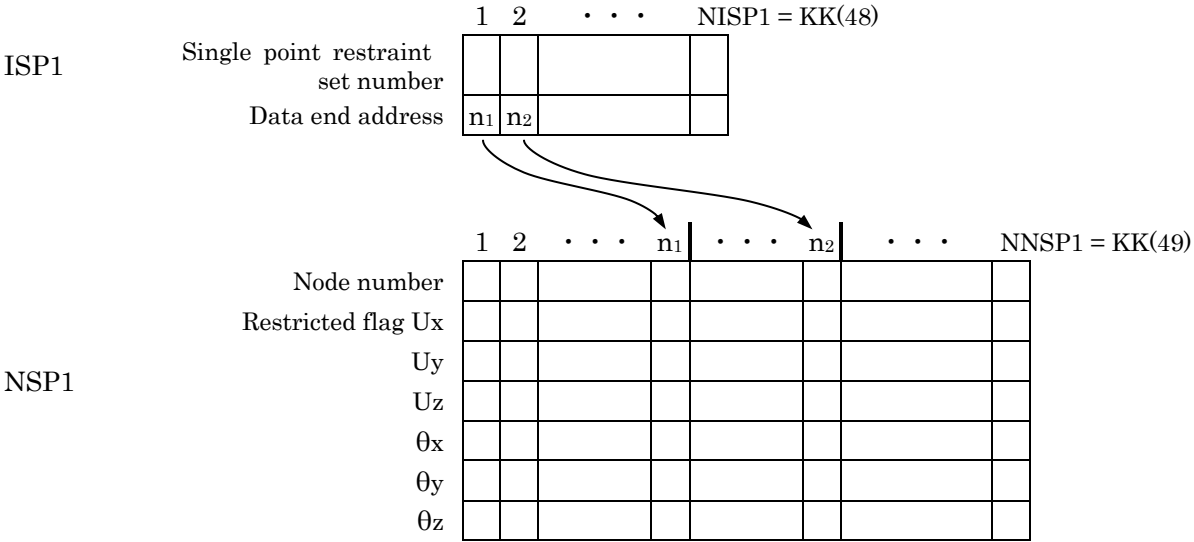 1 2 ・・・ NISP1 = KK(48)
ISP1
Single point restraint
set number
Data end address n1 n2
1 2 ・・・ n1 ・・・ n2 ・・・ NNSP1 = KK(49)
Node number
Restricted flag Ux
Uy
NSP1
Uz
θx
θy
θz